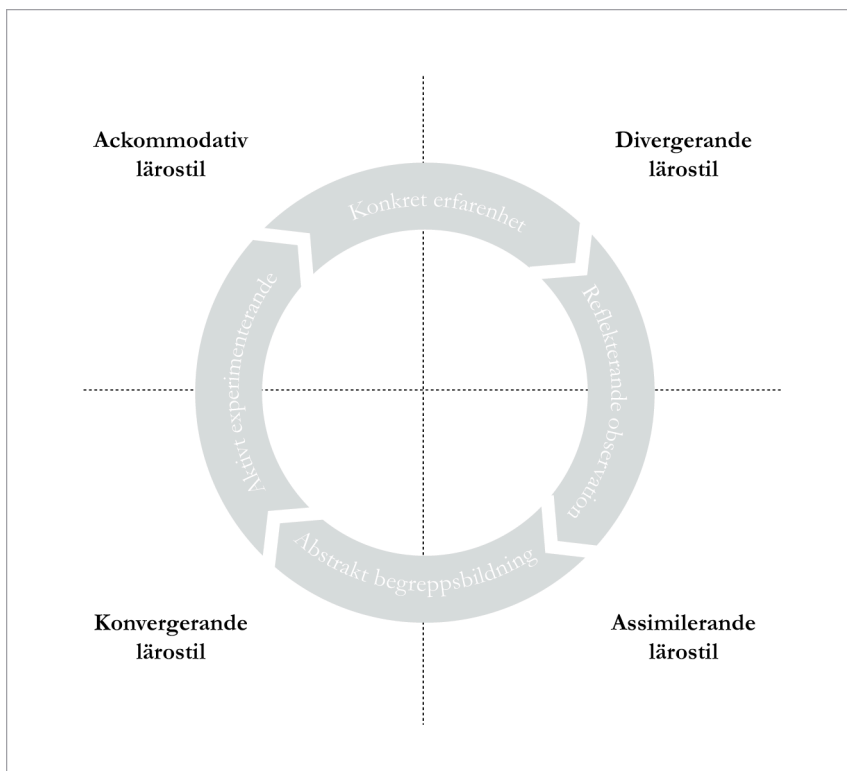 Ackommodativ
lärostil
Divergerande
lärostil
Konkret erfarenhet
Reflekterande observation
Aktivt experimenterande
Abstrakt begreppsbildning
Konvergerande
lärostil
Assimilerande
lärostil